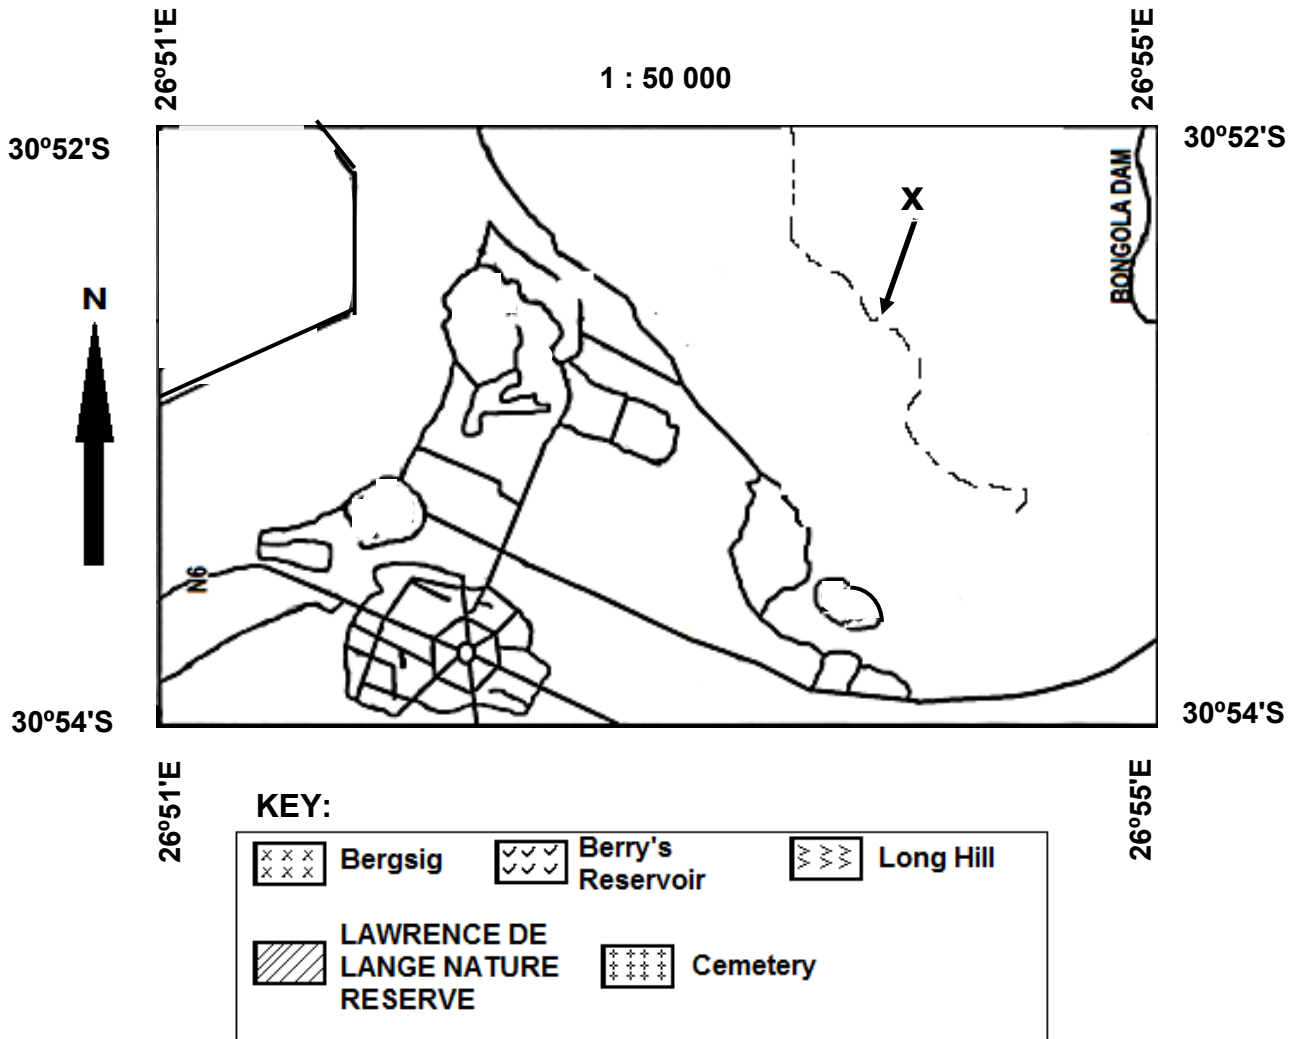 26º51'E
26º55'E
1 : 50 000
30º52'S
30º52'S
X
BONGOLA DAM
N
N6
30º54'S
30º54'S
26º51'E
26º55'E
KEY:
Bergsig
Berry's
Reservoir
Long Hill
LAWRENCE DE
LANGE NATURE
RESERVE
Cemetery